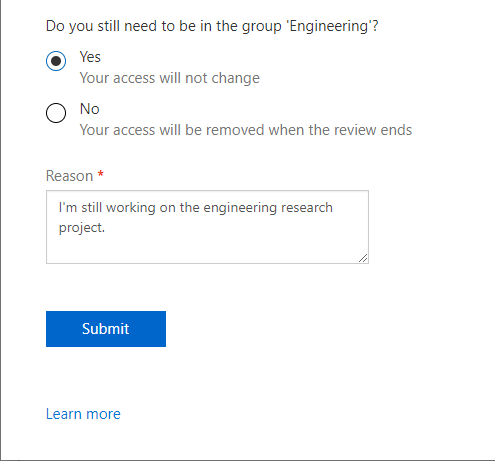 Do you still need to be in the group 'Engineering'?
Yes
Your access will not change
No
Your access will be removed when the review ends
Reason *
I'm still working on the engineering research
project.
Submit
Learn more